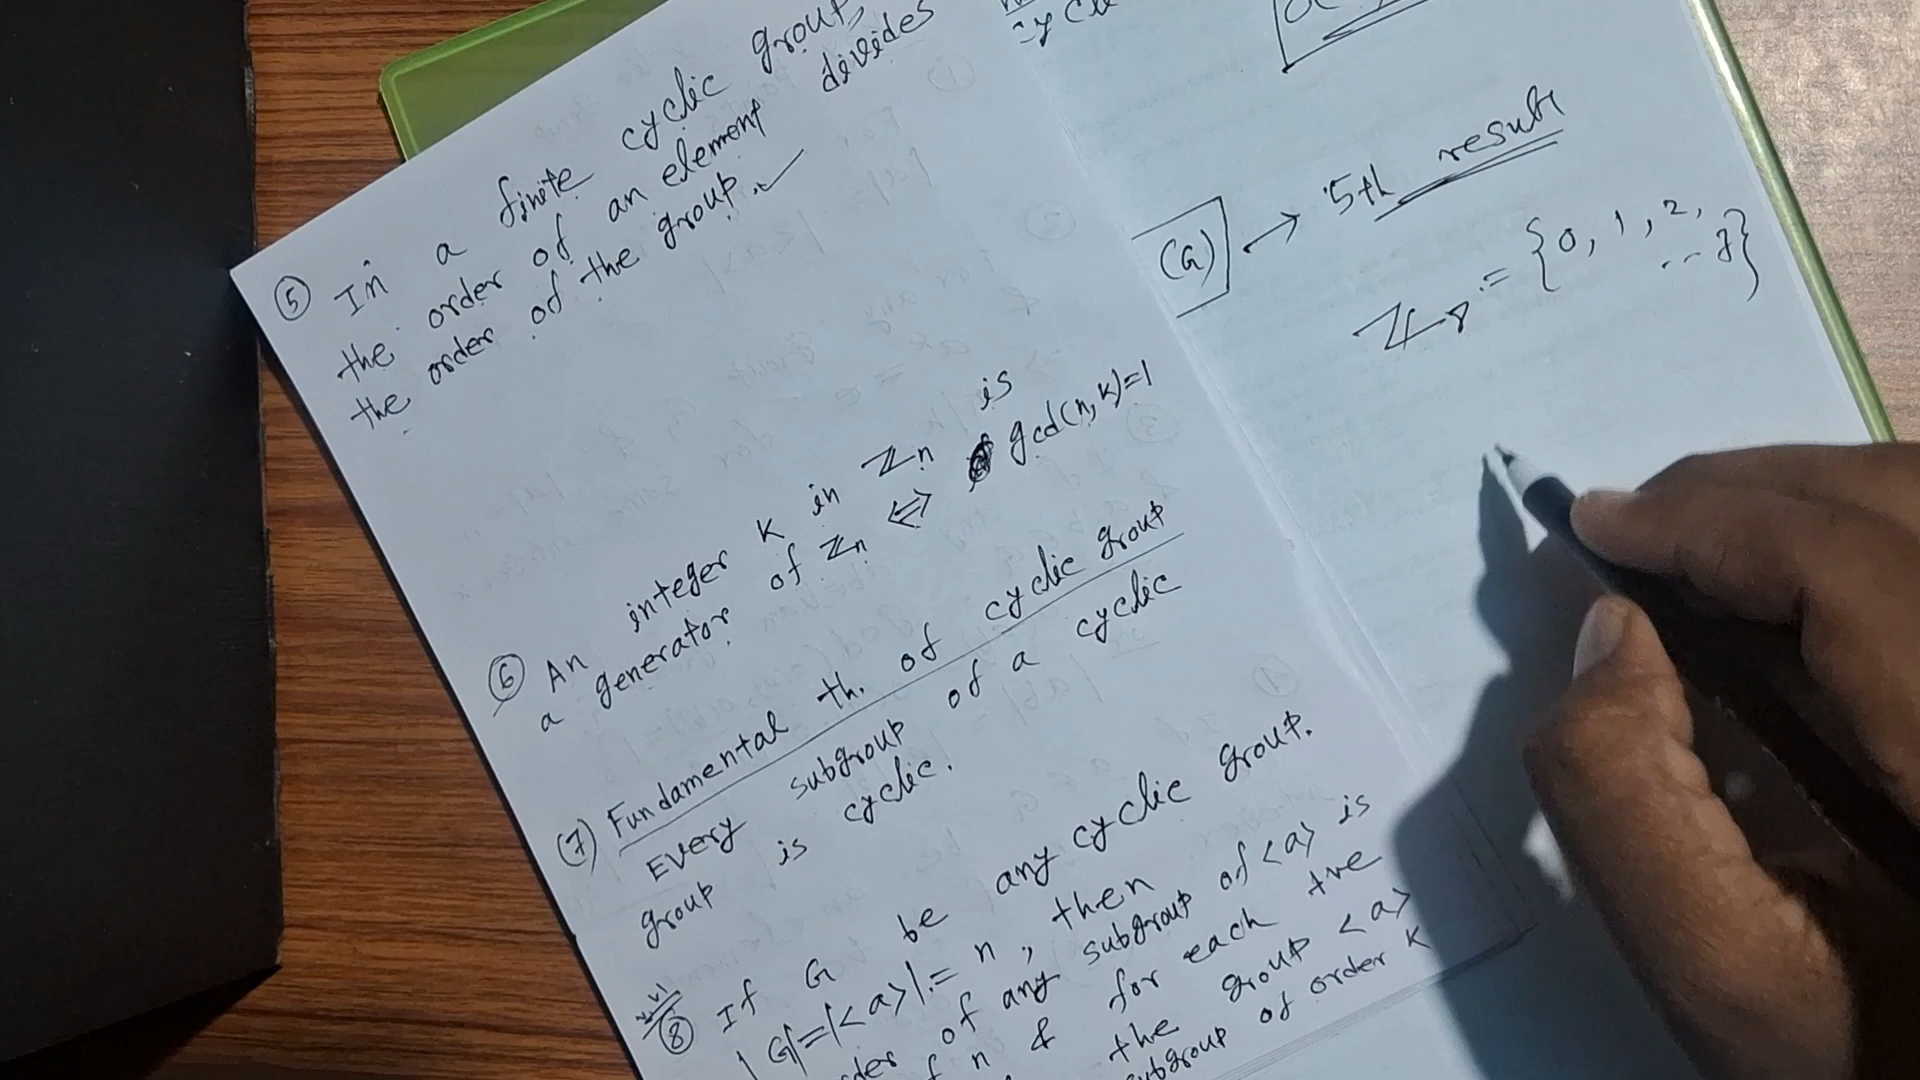 ⑤ In a finite cyclic group,
the order of an element divides
the order of the group. ✓
⑥ An integer k in Zn is
a generator of Zn ⇔ gcd(n, k)=1
(7) Fundamental th. of cyclic group
Every subgroup of a cyclic
group is cyclic.
⑧ If G be any cyclic group.
|G|=|<a>|= n, then
of any subgroup of <a> is
n & for each +ve
the group <a>
subgroup of order k
(G) → 5th result
Z8 = {0, 1, 2,
... 7}